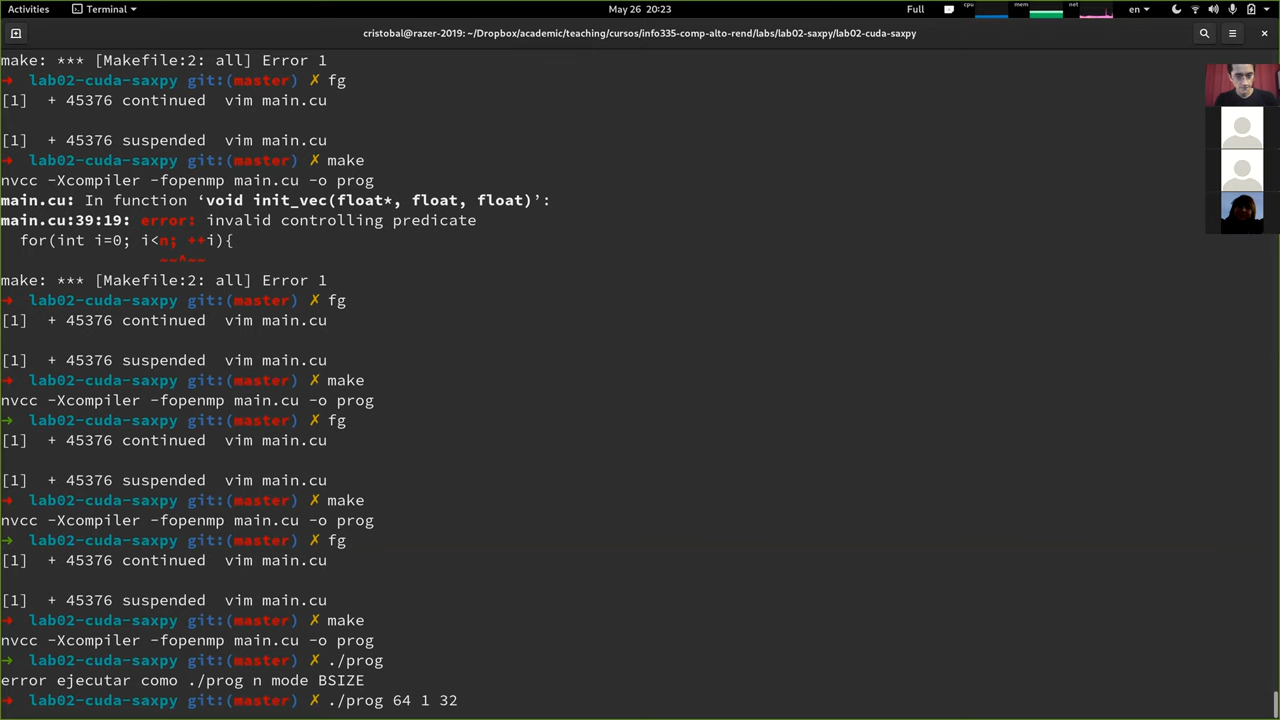 Activities Terminal May 26 20:23 Full cpu mem net en
cristobal@razer-2019: ~/Dropbox/academic/teaching/cursos/info335-comp-alto-rend/labs/lab02-saxpy/lab02-cuda-saxpy
make: *** [Makefile:2: all] Error 1
➜ lab02-cuda-saxpy git:(master) ✗ fg
[1] + 45376 continued vim main.cu
[1] + 45376 suspended vim main.cu
➜ lab02-cuda-saxpy git:(master) ✗ make
nvcc -Xcompiler -fopenmp main.cu -o prog
main.cu: In function ‘void init_vec(float*, float, float)’:
main.cu:39:19: error: invalid controlling predicate
for(int i=0; i<n; ++i){
~~^~~
make: *** [Makefile:2: all] Error 1
➜ lab02-cuda-saxpy git:(master) ✗ fg
[1] + 45376 continued vim main.cu
[1] + 45376 suspended vim main.cu
➜ lab02-cuda-saxpy git:(master) ✗ make
nvcc -Xcompiler -fopenmp main.cu -o prog
➜ lab02-cuda-saxpy git:(master) ✗ fg
[1] + 45376 continued vim main.cu
[1] + 45376 suspended vim main.cu
➜ lab02-cuda-saxpy git:(master) ✗ make
nvcc -Xcompiler -fopenmp main.cu -o prog
➜ lab02-cuda-saxpy git:(master) ✗ fg
[1] + 45376 continued vim main.cu
[1] + 45376 suspended vim main.cu
➜ lab02-cuda-saxpy git:(master) ✗ make
nvcc -Xcompiler -fopenmp main.cu -o prog
➜ lab02-cuda-saxpy git:(master) ✗ ./prog
error ejecutar como ./prog n mode BSIZE
➜ lab02-cuda-saxpy git:(master) ✗ ./prog 64 1 32